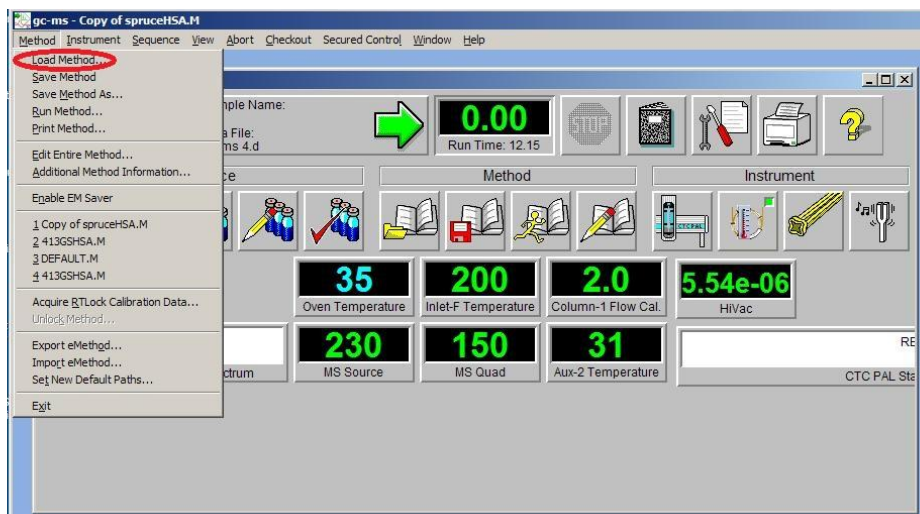 gc-ms - Copy of spruceHSA.M
Method Instrument Sequence View Abort Checkout Secured Control Window Help
Load Method...
Save Method
Save Method As...
Run Method...
Print Method...
Edit Entire Method...
Additional Method Information...
Enable EM Saver
1 Copy of spruceHSA.M
2 413GSHSA.M
3 DEFAULT.M
4 413GSHSA.M
Acquire RTLock Calibration Data...
Unlock Method...
Export eMethod...
Import eMethod...
Set New Default Paths...
Exit
mple Name:
a File:
ms 4.d
0.00
Run Time: 12.15
STOP
ce
Method
Instrument
CTCPAL
35
Oven Temperature
200
Inlet-F Temperature
2.0
Column-1 Flow Cal.
5.54e-06
HiVac
ctrum
230
MS Source
150
MS Quad
31
Aux-2 Temperature
RE
CTC PAL Sta